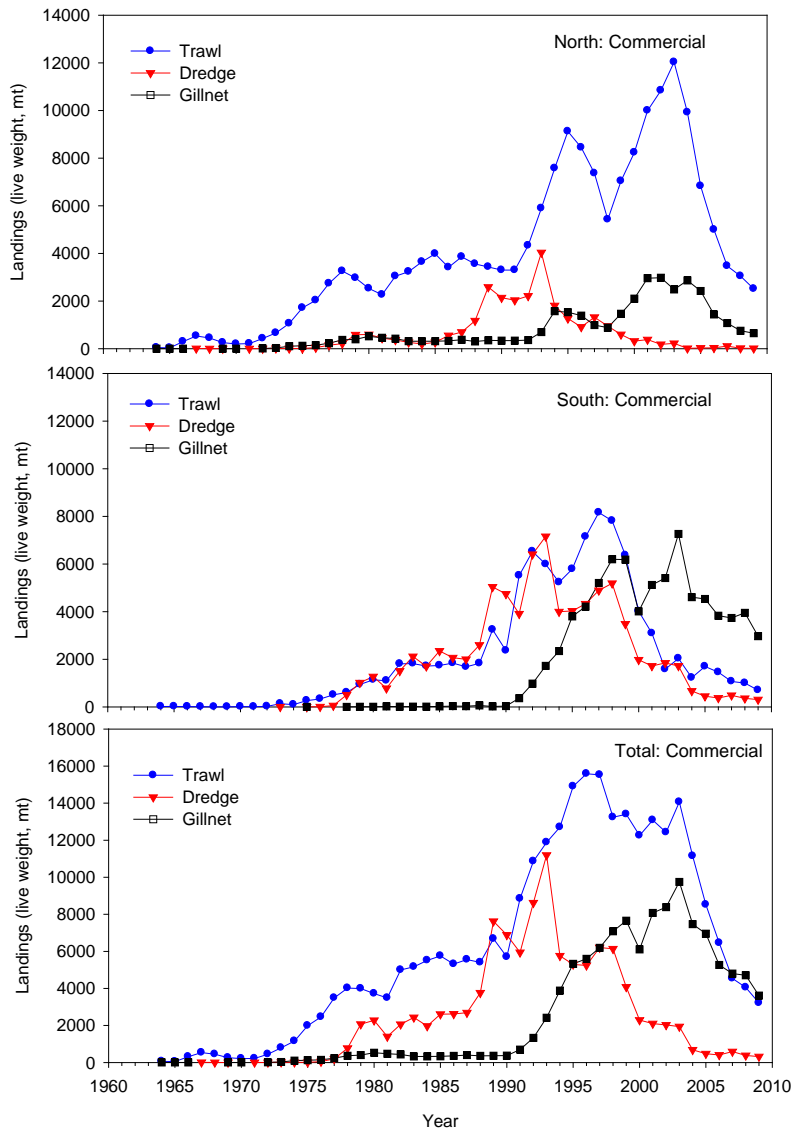 14000
North: Commercial
Trawl
12000
Dredge
Gillnet
10000
8000
6000
4000
2000
0
Landings (live weight, mt)
14000
South: Commercial
Trawl
12000
Dredge
Gillnet
10000
8000
6000
4000
2000
0
Landings (live weight, mt)
18000
Total: Commercial
16000
Trawl
Dredge
14000
Gillnet
12000
10000
8000
6000
4000
2000
0
Landings (live weight, mt)
1960 1965 1970 1975 1980 1985 1990 1995 2000 2005 2010
Year